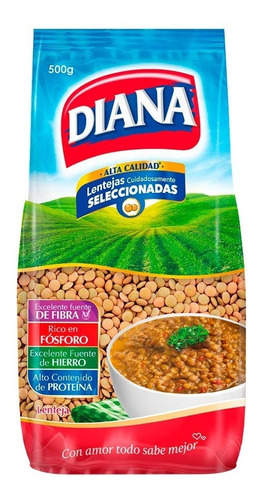 500g
DIANA
• ALTA CALIDAD •
Lentejas Cuidadosamente
SELECCIONADAS
Excelente fuente
DE FIBRA
Rico en
FÓSFORO
Excelente Fuente
de HIERRO
Alto Contenido
de PROTEÍNA
Lenteja
Con amor todo sabe mejor